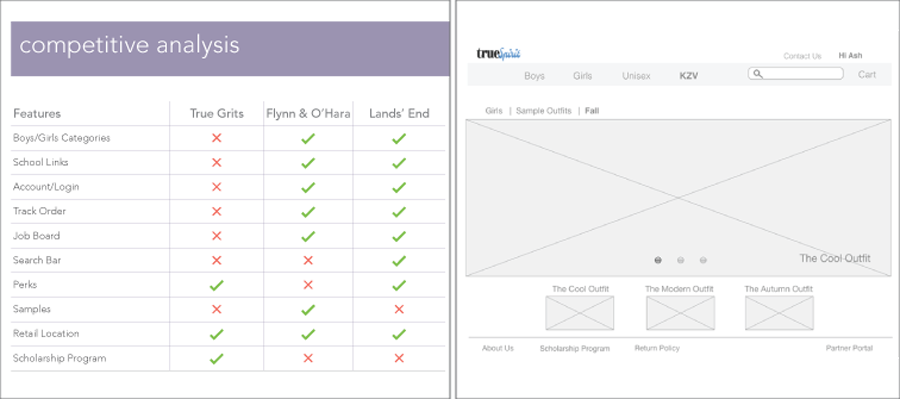 competitive analysis
Features True Grits Flynn & O'Hara Lands' End
Boys/Girls Categories
School Links
Account/Login
Track Order
Job Board
Search Bar
Perks
Samples
Retail Location
Scholarship Program
trueSpirit
Contact Us Hi Ash
Boys Girls Unisex KZV Cart
Girls | Sample Outfits | Fall
The Cool Outfit
The Cool Outfit The Modern Outfit The Autumn Outfit
About Us Scholarship Program Return Policy Partner Portal